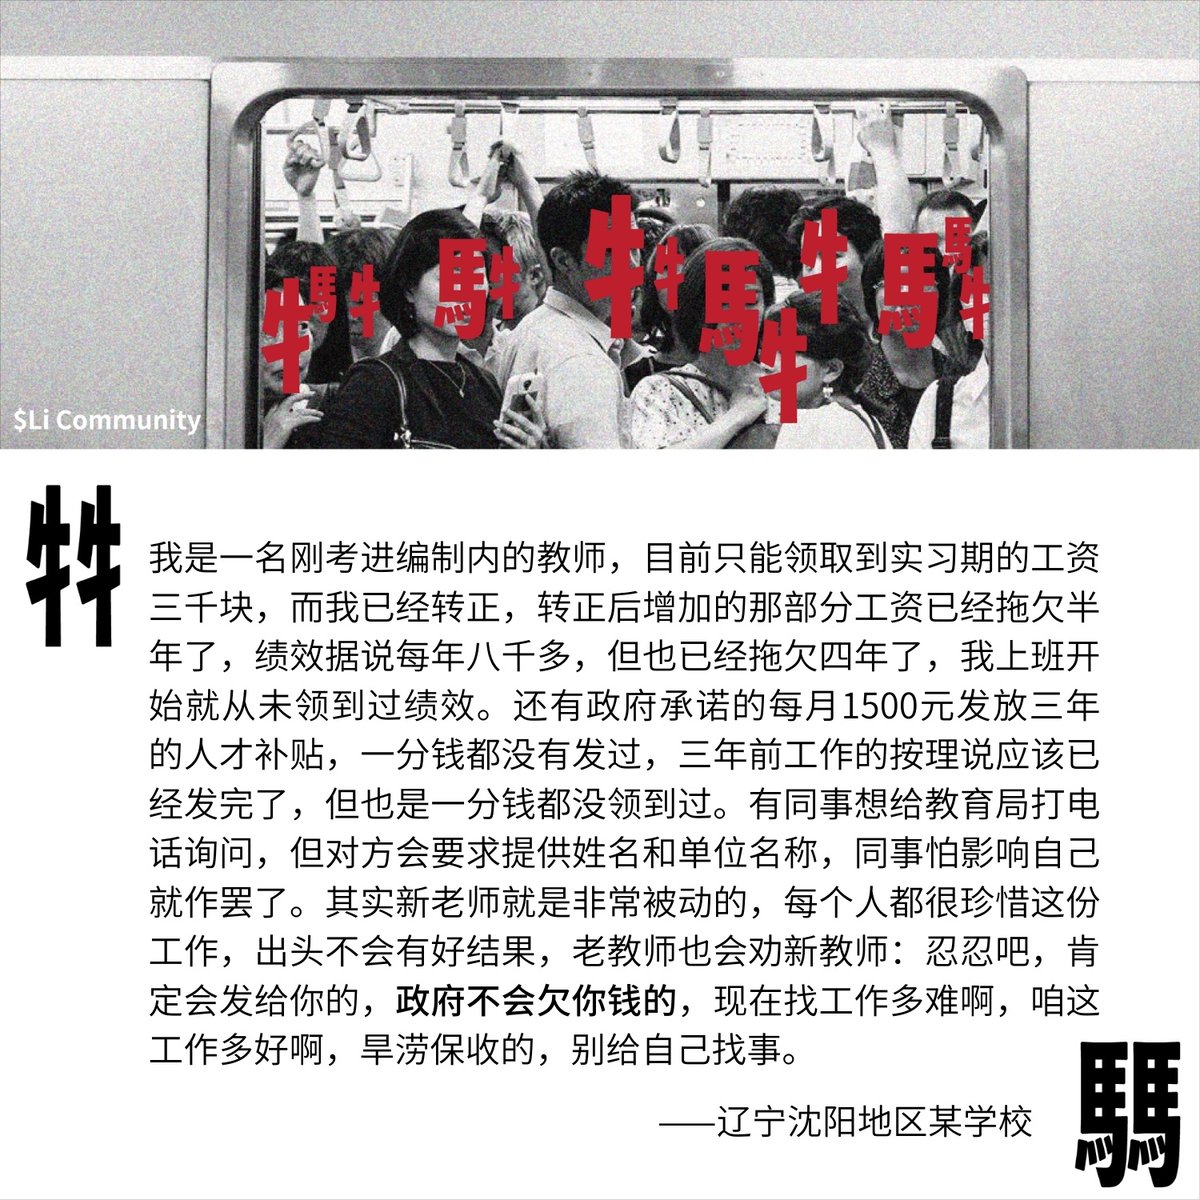 牛 馬 牛 馬 牛 牛 牛 馬 牛 牛 馬 馬 牛
$Li Community
牛牛
我是一名刚考进编制内的教师，目前只能领取到实习期的工资
三千块，而我已经转正，转正后增加的那部分工资已经拖欠半
年了，绩效据说每年八千多，但也已经拖欠四年了，我上班开
始就从未领到过绩效。还有政府承诺的每月1500元发放三年
的人才补贴，一分钱都没有发过，三年前工作的按理说应该已
经发完了，但也是一分钱都没领到过。有同事想给教育局打电
话询问，但对方会要求提供姓名和单位名称，同事怕影响自己
就作罢了。其实新老师就是非常被动的，每个人都很珍惜这份
工作，出头不会有好结果，老教师也会劝新教师：忍忍吧，肯
定会发给你的，政府不会欠你钱的，现在找工作多难啊，咱这
工作多好啊，旱涝保收的，别给自己找事。
——辽宁沈阳地区某学校
馬馬